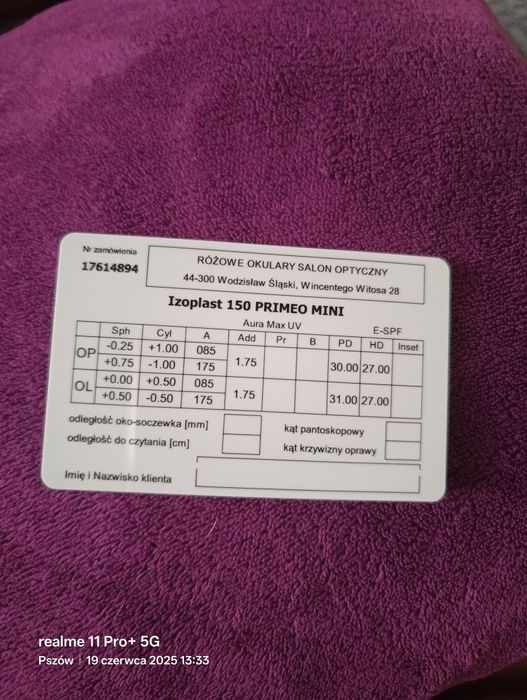 Nr zamówienia
17614894
RÓŻOWE OKULARY SALON OPTYCZNY
44-300 Wodzisław Śląski, Wincentego Witosa 28
Izoplast 150 PRIMEO MINI
Aura Max UV E-SPF
Sph Cyl A Add Pr B PD HD Inset
OP -0.25 +1.00 085 1.75 30.00 27.00
+0.75 -1.00 175
OL +0.00 +0.50 085 1.75 31.00 27.00
+0.50 -0.50 175
odległość oko-soczewka [mm] kąt pantoskopowy
odległość do czytania [cm] kąt krzywizny oprawy
Imię i Nazwisko klienta
realme 11 Pro+ 5G
Pszów | 19 czerwca 2025 13:33